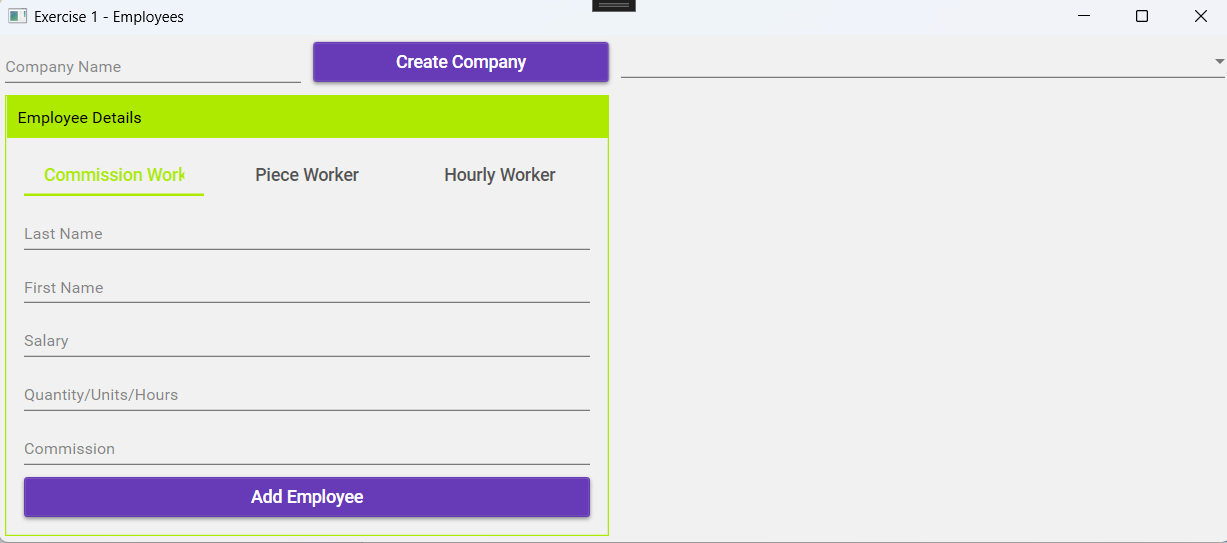 Exercise 1 - Employees
Company Name
Create Company
Employee Details
Commission Work
Piece Worker
Hourly Worker
Last Name
First Name
Salary
Quantity/Units/Hours
Commission
Add Employee